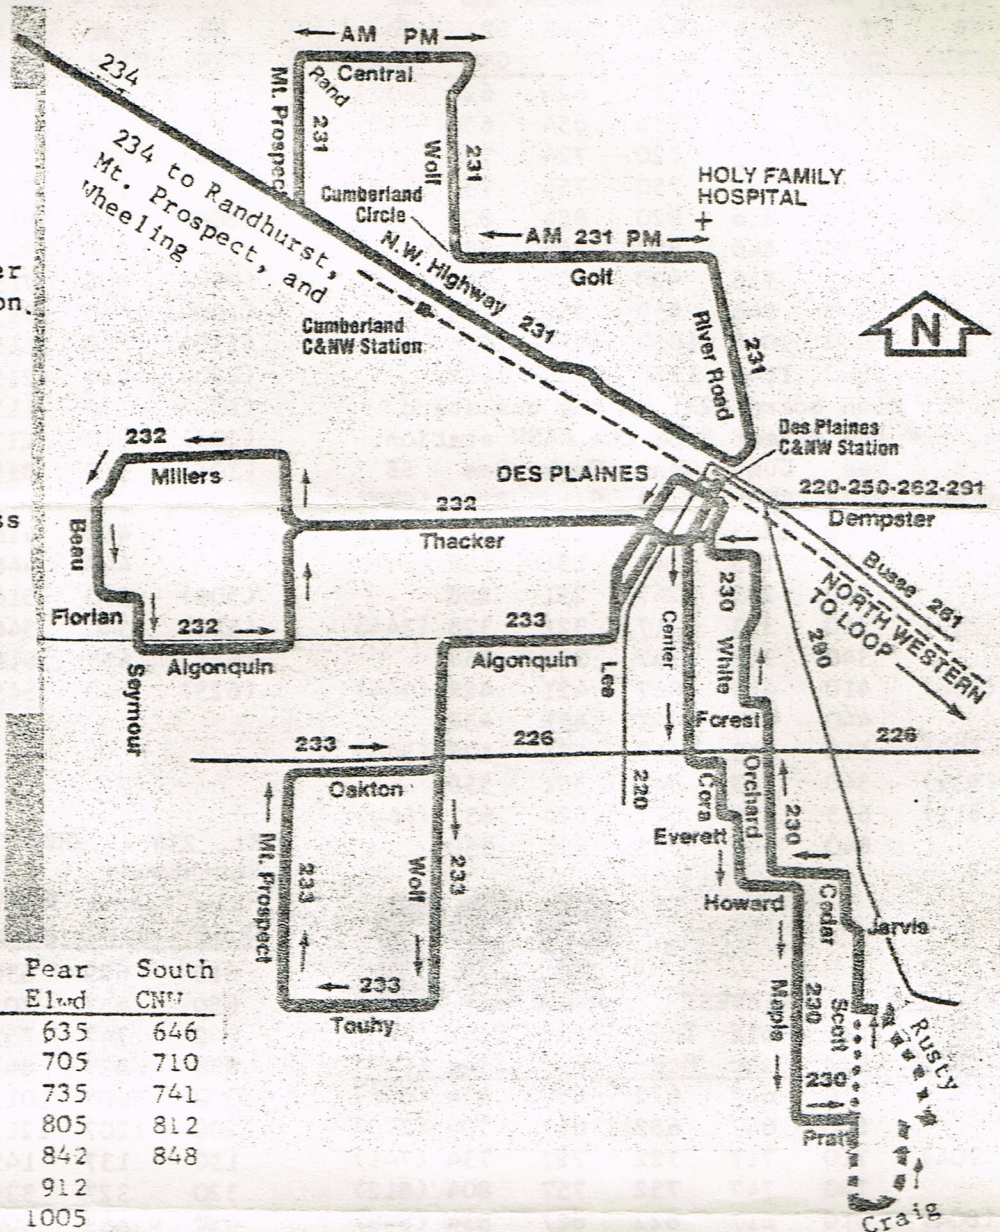 AM PM
Central
234
Mt. Prospect
Rand
231
Wolf
231
234 to Randhurst,
Mt. Prospect, and
Wheeling
Cumberland
Circle
HOLY FAMILY
HOSPITAL
AM 231 PM
Golf
N.W. Highway 231
Cumberland
C&NW Station
River Road
231
N
er
on.
Des Plaines
C&NW Station
232
Millers
DES PLAINES
220-250-262-291
Dempster
232
Thacker
ss
Beau
Busse 261
NORTH WESTERN
TO LOOP
Florian
232
Algonquin
Seymour
233
Algonquin
Lee
Center
230
White
290
Forest
233
226
226
Oakton
220
Cora
Orchard
230
Everett
Mt. Prospect
233
Wolf
233
Howard
Cedar
Jarvis
233
Touhy
Maple
230
Scott
Rusty
230
Pratt
Craig
Pear South
Elwd CNW
635 646
705 710
735 741
805 812
842 848
912
1005